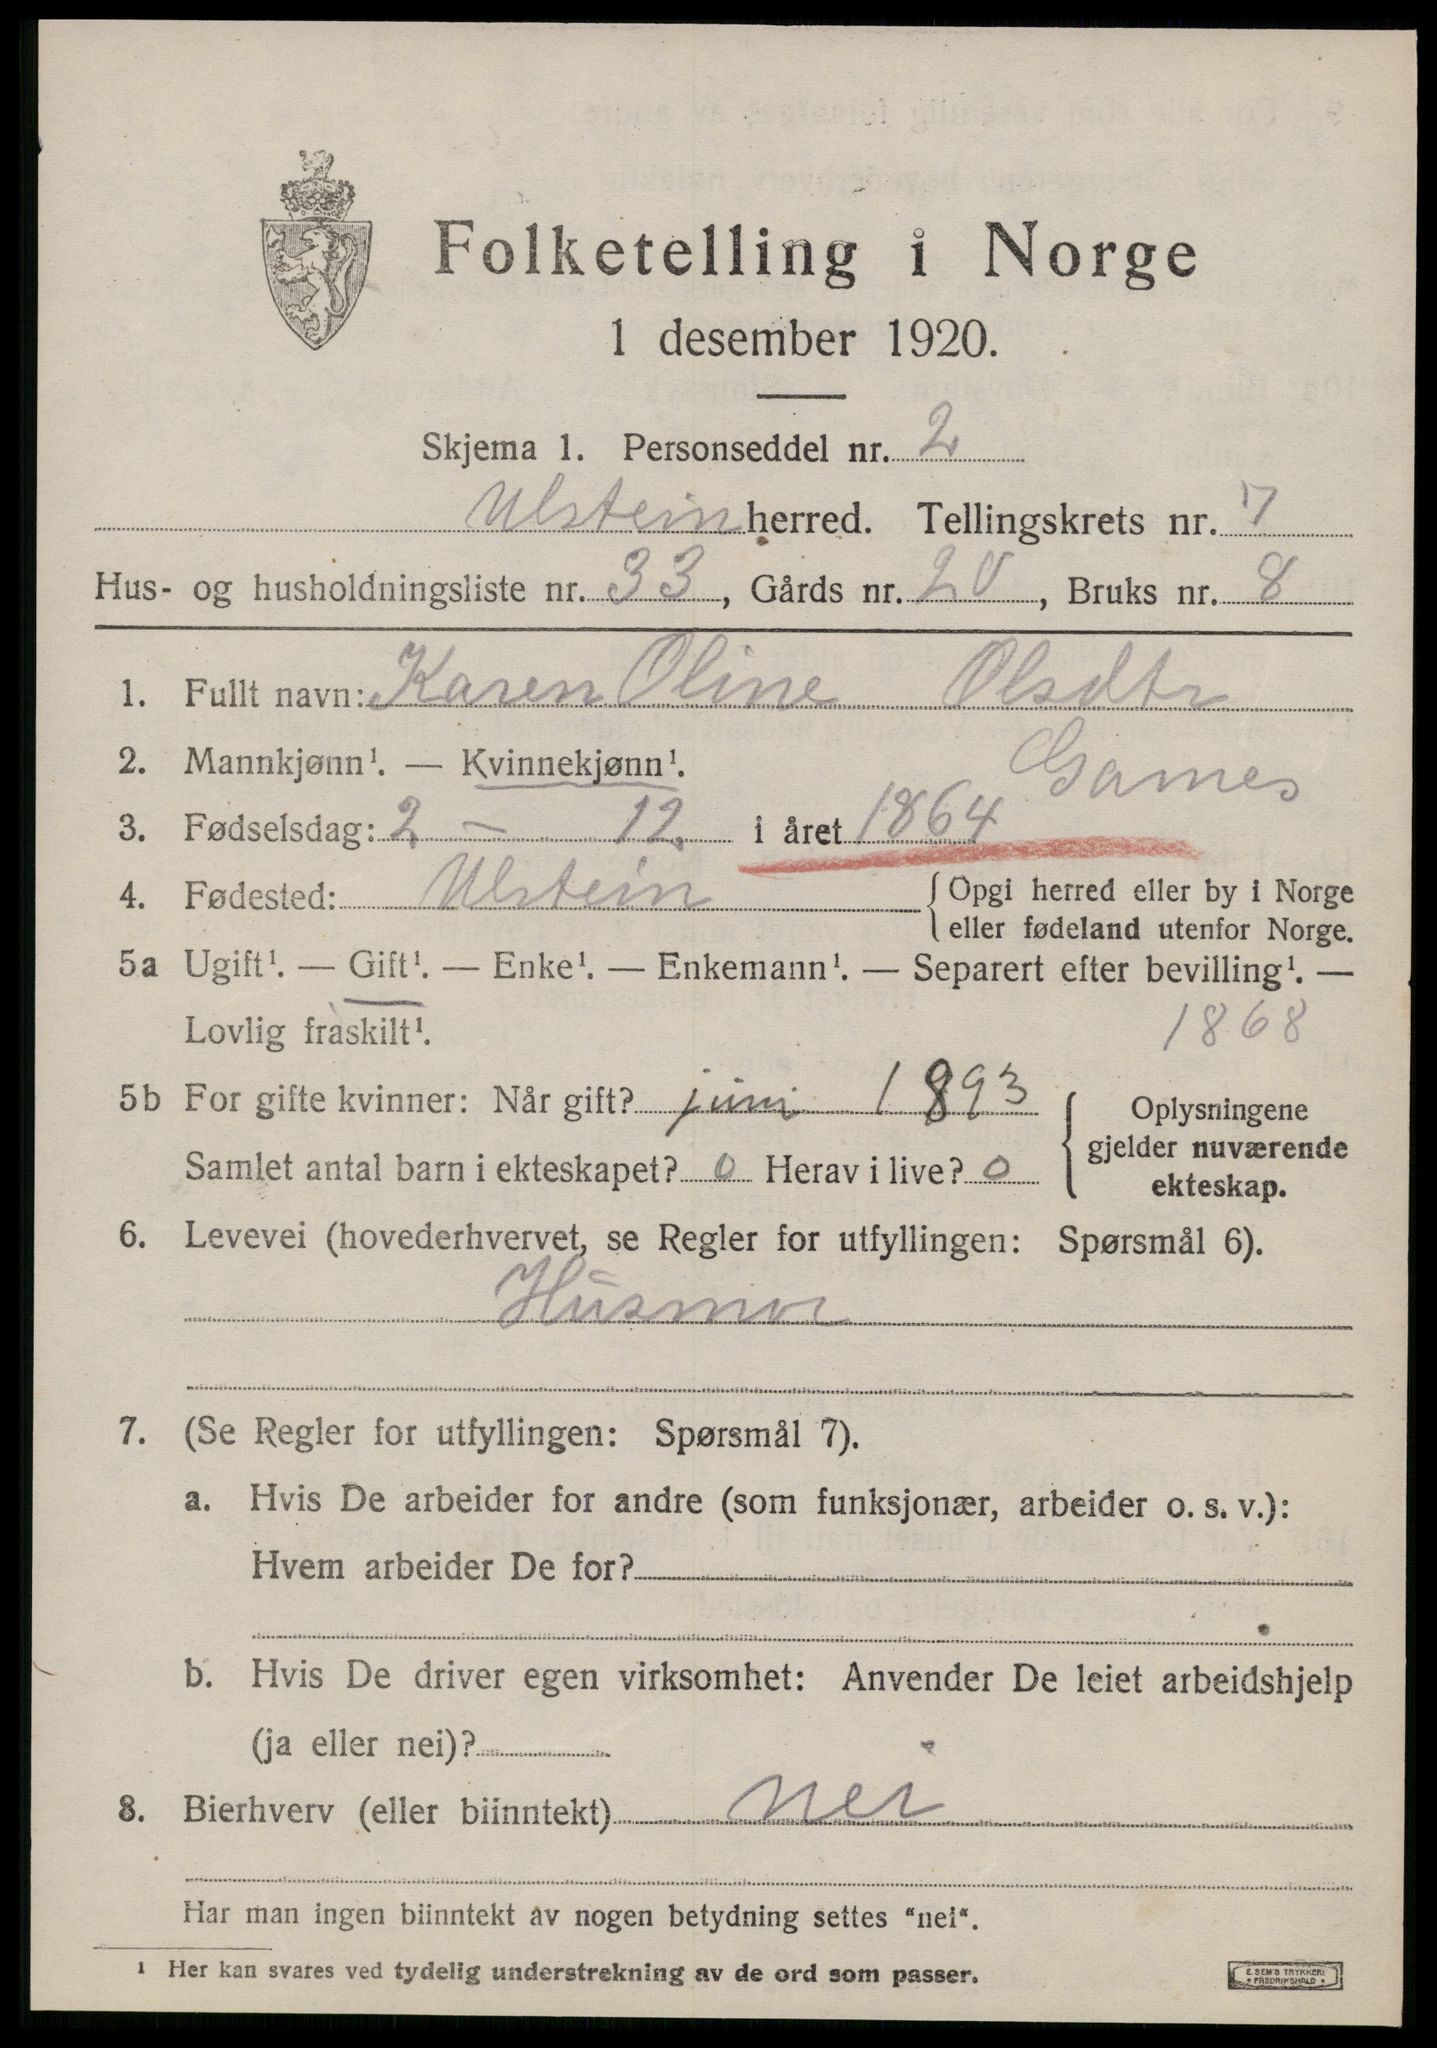 Folketelling i Norge
1 desember 1920.
Skjema 1. Personseddel nr. 2
Ulstein herred. Tellingskrets nr. 7
Hus- og husholdningsliste nr. 33, Gårds nr. 20, Bruks nr. 8
1. Fullt navn: Karen Oline Olsdtr
Garnes
2. Mannkjønn¹. — Kvinnekjønn¹.
3. Fødselsdag: 2 - 12. i året 1864
4. Fødested: Ulstein { Opgi herred eller by i Norge
eller fødeland utenfor Norge.
5a Ugift¹. — Gift¹. — Enke¹. — Enkemann¹. — Separert efter bevilling¹. —
Lovlig fraskilt¹. 1868
5b For gifte kvinner: Når gift? juni 1893
Samlet antal barn i ekteskapet? 0 Herav i live? 0
{ Oplysningene
gjelder nuværende
ekteskap.
6. Levevei (hovederhvervet, se Regler for utfyllingen: Spørsmål 6).
Husmor
7. (Se Regler for utfyllingen: Spørsmål 7).
a. Hvis De arbeider for andre (som funksjonær, arbeider o. s. v.):
Hvem arbeider De for?
b. Hvis De driver egen virksomhet: Anvender De leiet arbeidshjelp
(ja eller nei)?
8. Bierhverv (eller biinntekt) nei
Har man ingen biinntekt av nogen betydning settes "nei".
¹ Her kan svares ved tydelig understrekning av de ord som passer.
E. SEM'S TRYKKERI
• FREDRIKSHALD •